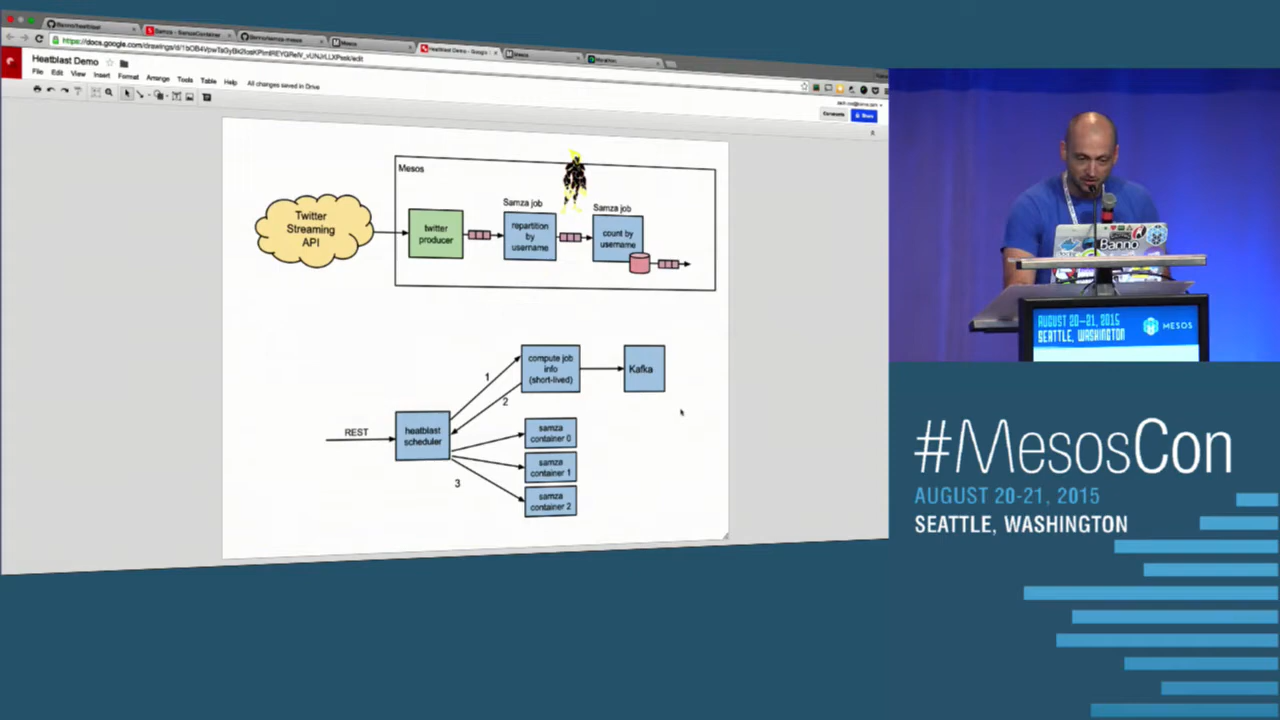 Heatblast Demo
File Edit View Insert Format Arrange Tools Table Help All changes saved in Drive
Comments Share
Mesos
Twitter
Streaming
API
twitter
producer
Samza job
repartition
by
username
Samza job
count by
username
compute job
info
(short-lived)
Kafka
1
2
REST
heatblast
scheduler
samza
container 0
samza
container 1
samza
container 2
3
Banno
AUGUST 20-21, 2015
SEATTLE, WASHINGTON
MESOS
#MesosCon
AUGUST 20-21, 2015
SEATTLE, WASHINGTON